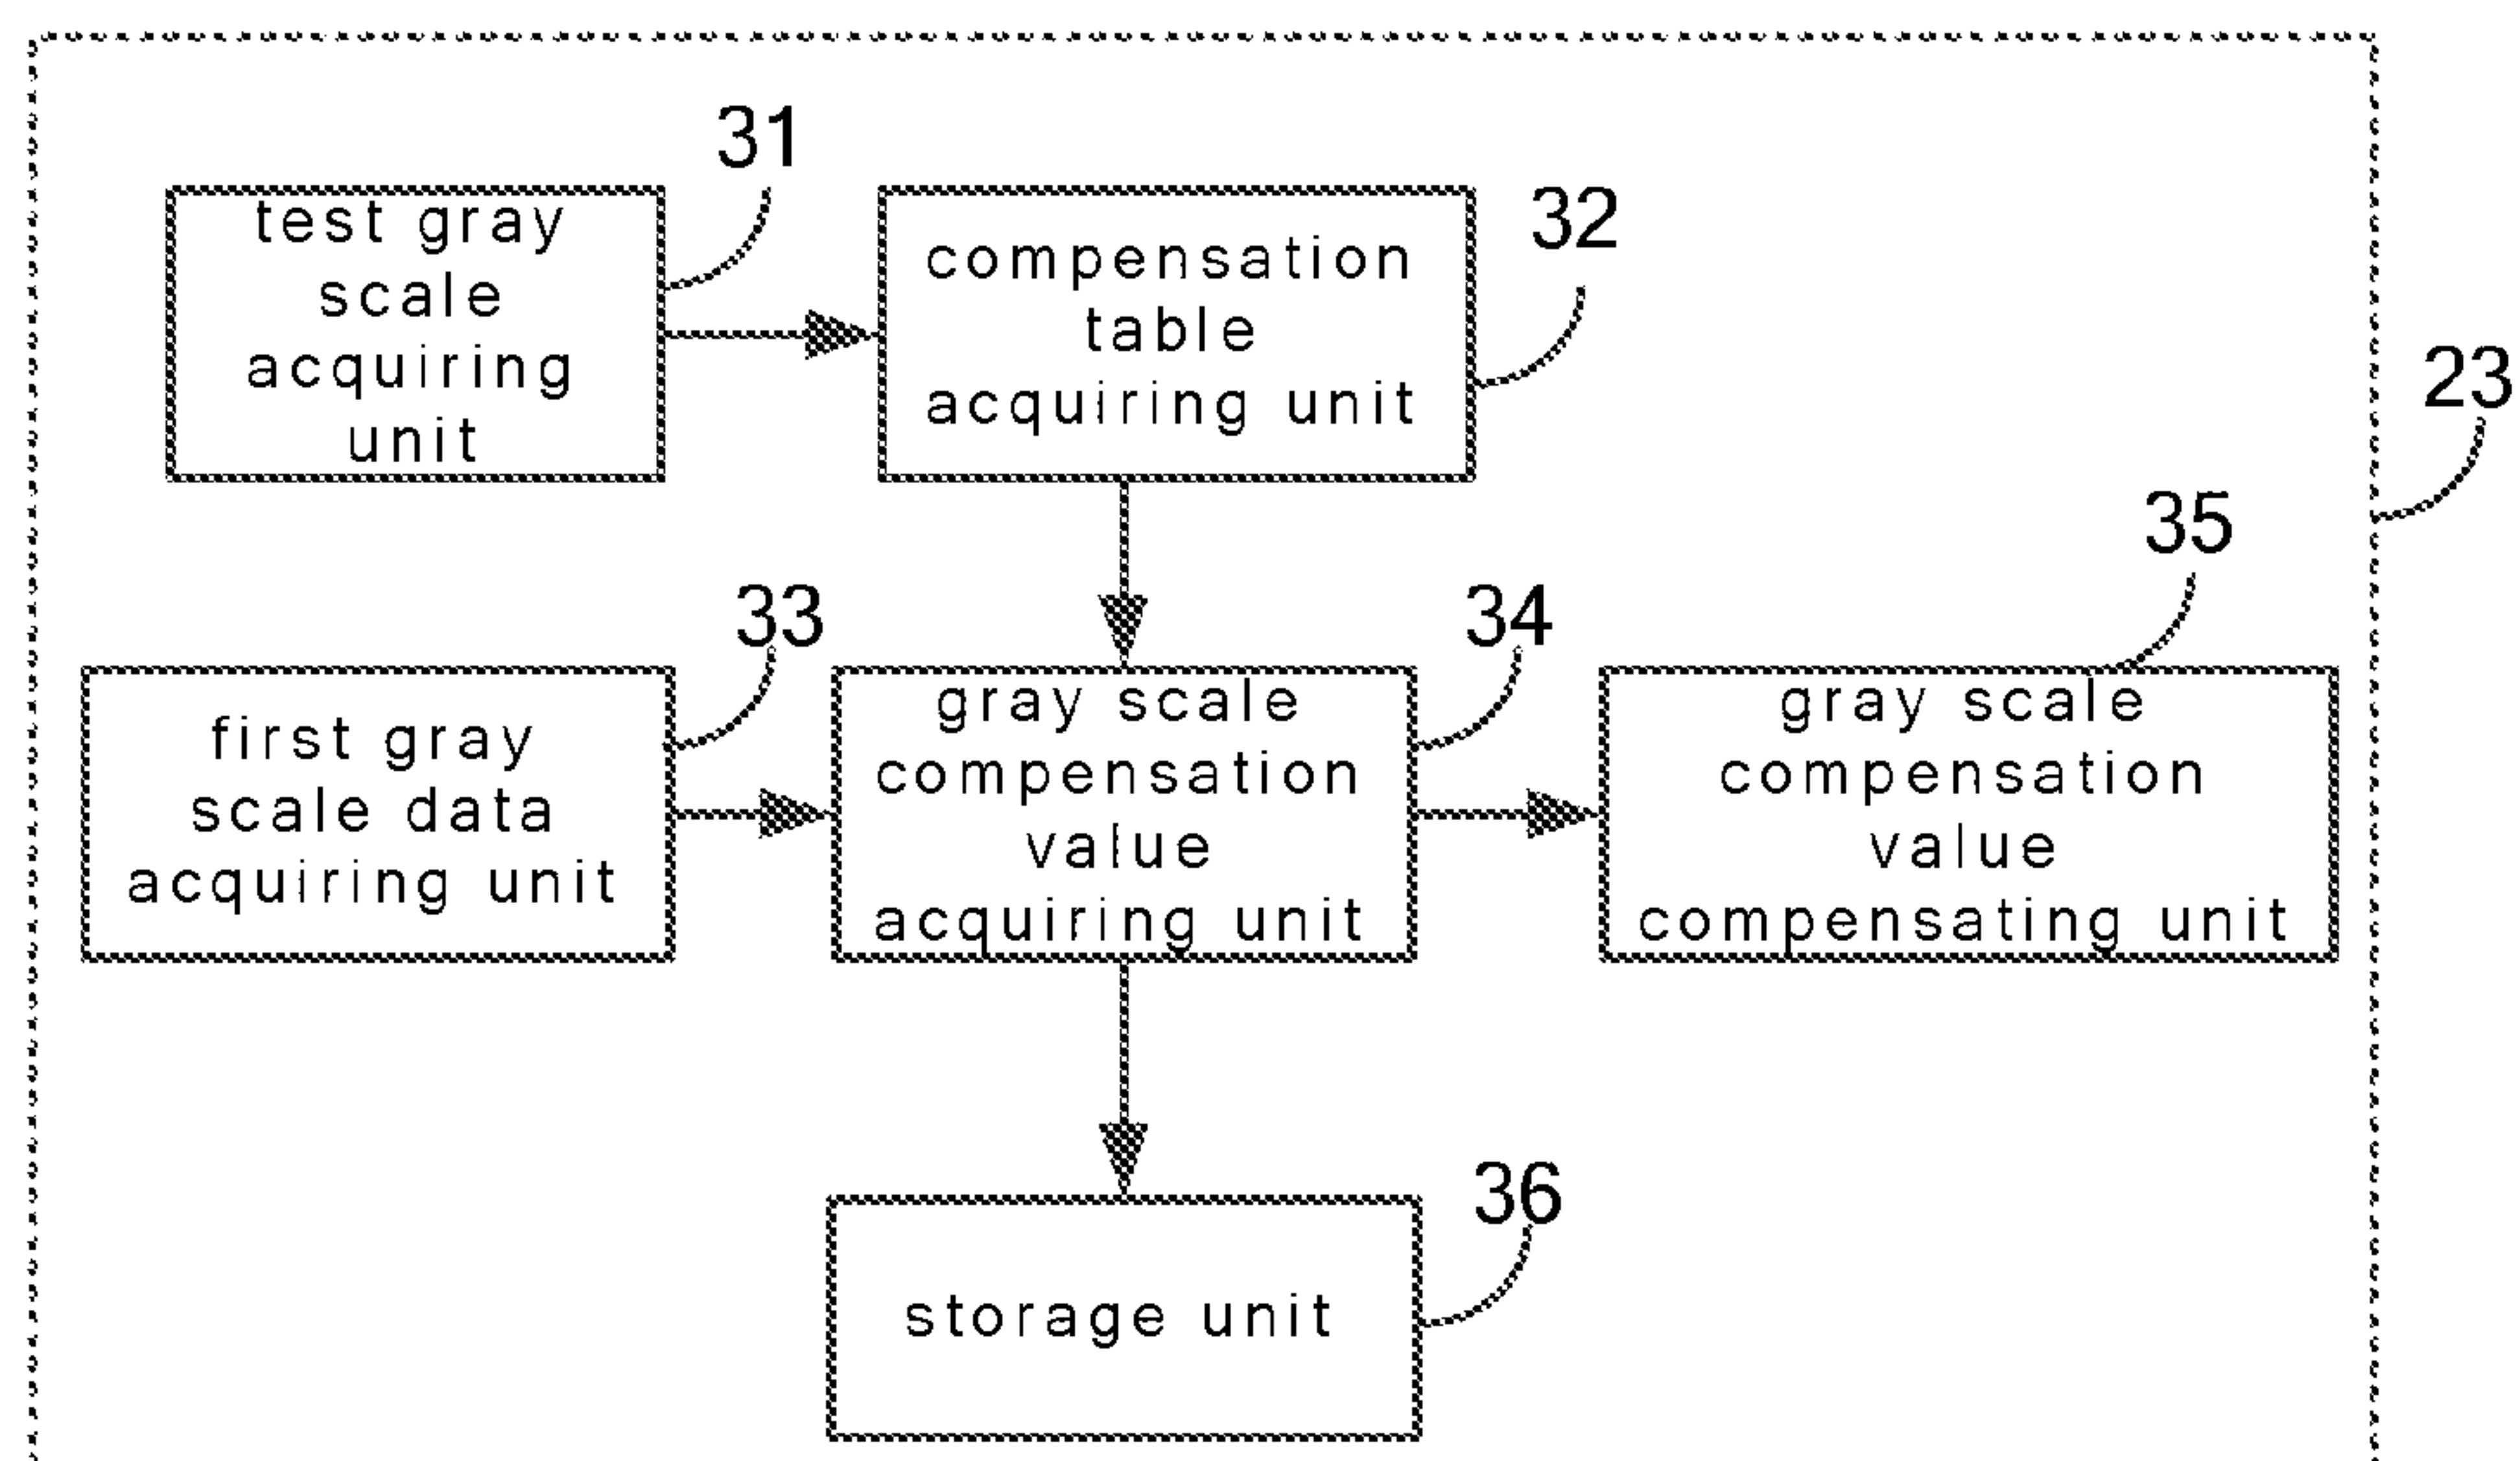 31
test gray
scale
acquiring
unit
32
compensation
table
acquiring unit
23
33
first gray
scale data
acquiring unit
34
gray scale
compensation
value
acquiring unit
35
gray scale
compensation
value
compensating unit
36
storage unit